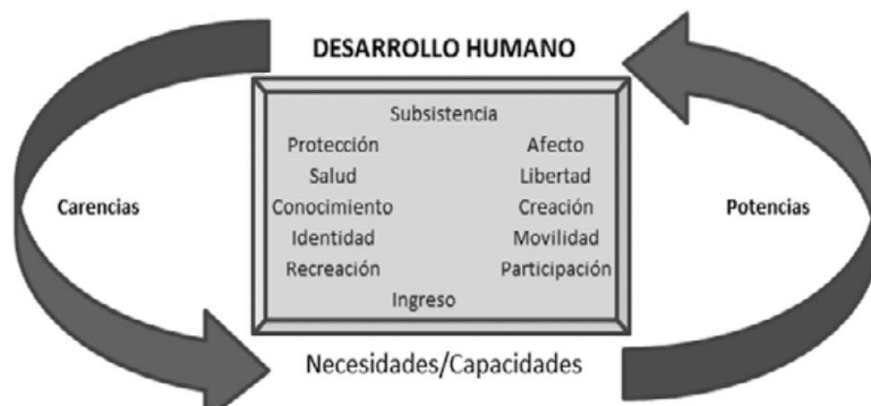 DESARROLLO HUMANO
Subsistencia
Protección Afecto
Salud Libertad
Carencias Conocimiento Creación Potencias
Identidad Movilidad
Recreación Participación
Ingreso
Necesidades/Capacidades